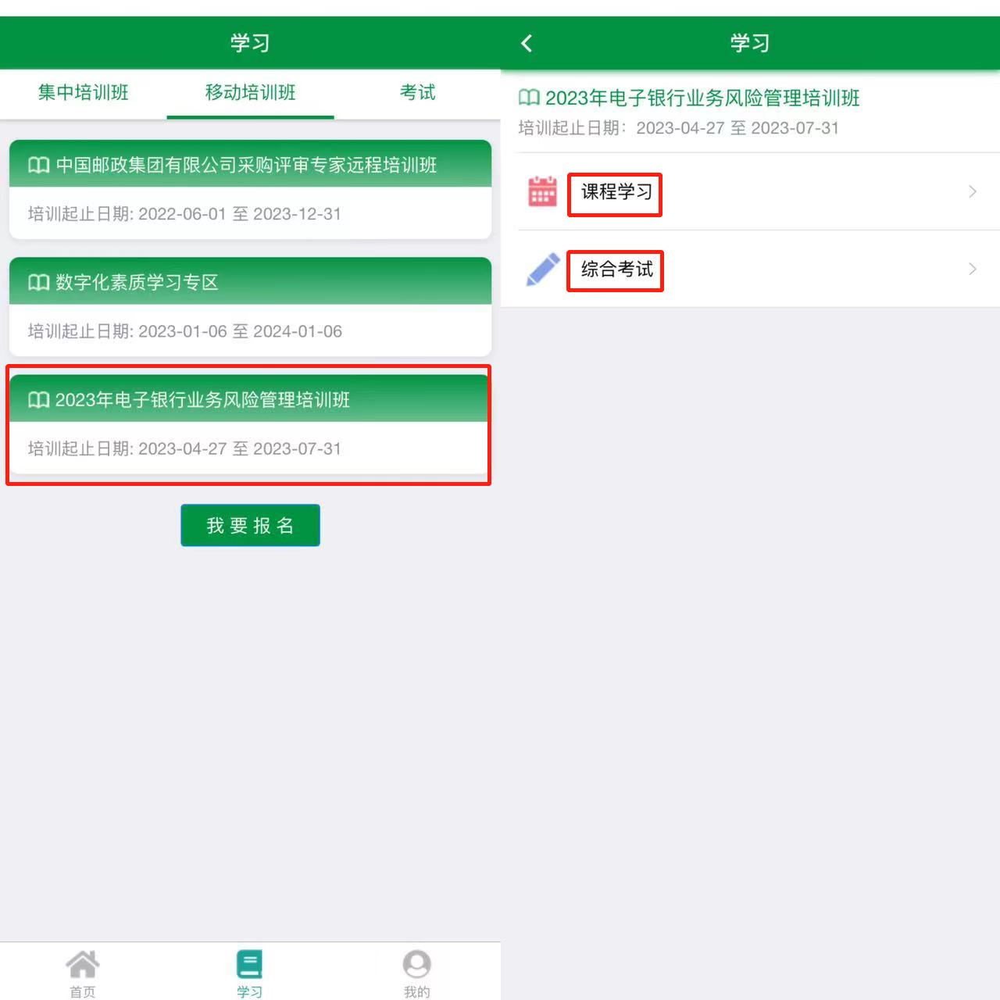 学习
集中培训班
移动培训班
考试
中国邮政集团有限公司采购评审专家远程培训班
培训起止日期: 2022-06-01 至 2023-12-31
数字化素质学习专区
培训起止日期: 2023-01-06 至 2024-01-06
2023年电子银行业务风险管理培训班
培训起止日期: 2023-04-27 至 2023-07-31
我要报名
首页
学习
我的
学习
2023年电子银行业务风险管理培训班
培训起止日期：2023-04-27 至 2023-07-31
课程学习
综合考试